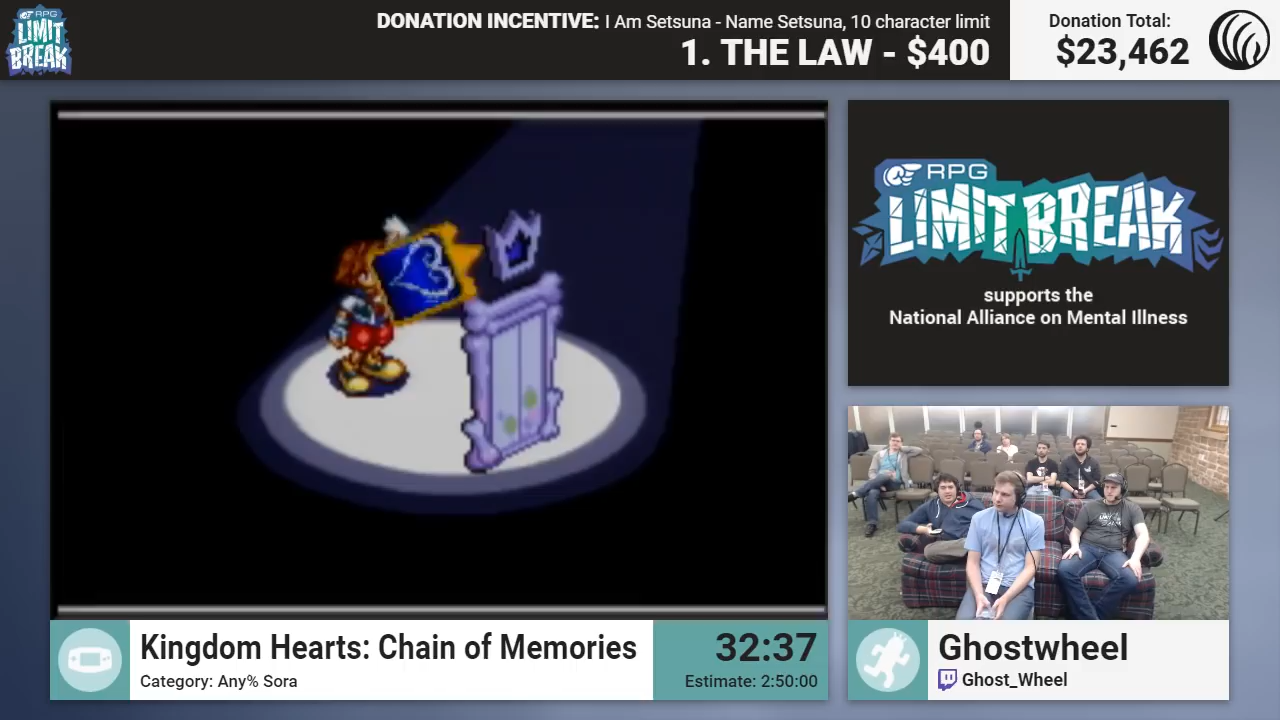 RPG
LIMIT
BREAK
DONATION INCENTIVE: I Am Setsuna - Name Setsuna, 10 character limit
1. THE LAW - $400
Donation Total:
$23,462
RPG
LIMIT BREAK
supports the
National Alliance on Mental Illness
Kingdom Hearts: Chain of Memories
Category: Any% Sora
32:37
Estimate: 2:50:00
Ghostwheel
Ghost_Wheel